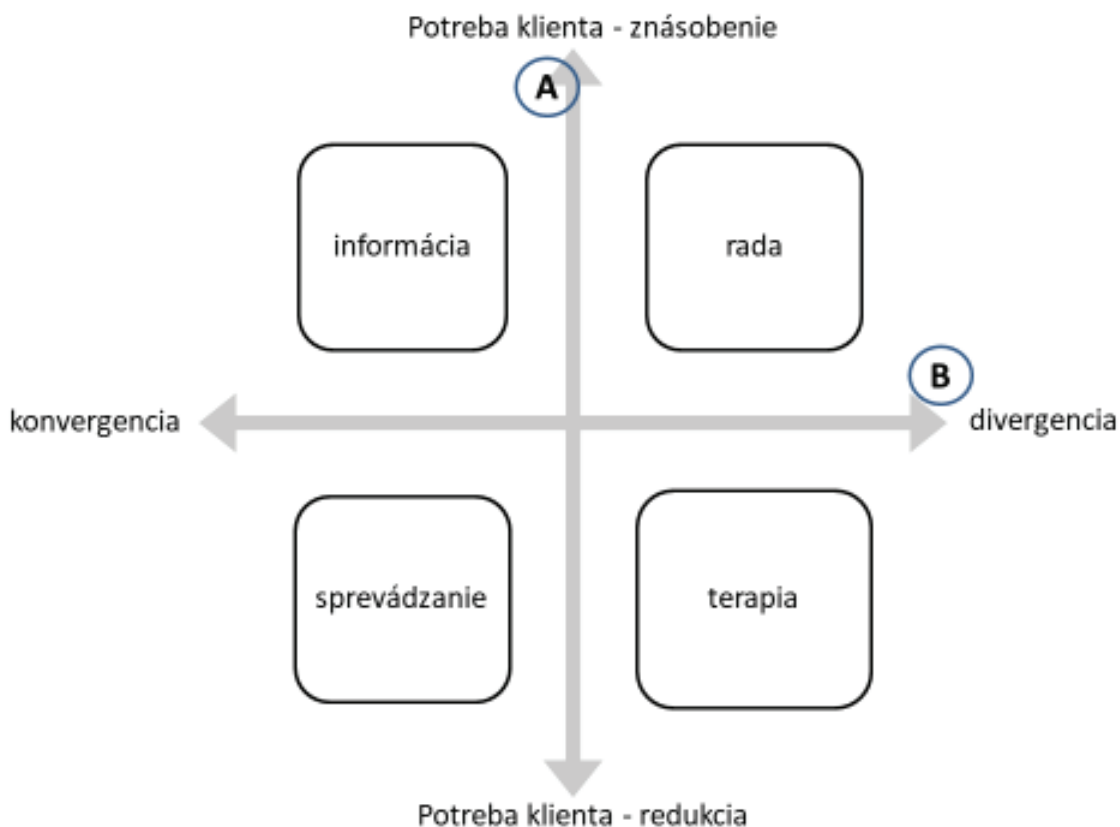 Potreba klienta - znásobenie
A
informácia
rada
B
konvergencia
divergencia
sprevádzanie
terapia
Potreba klienta - redukcia